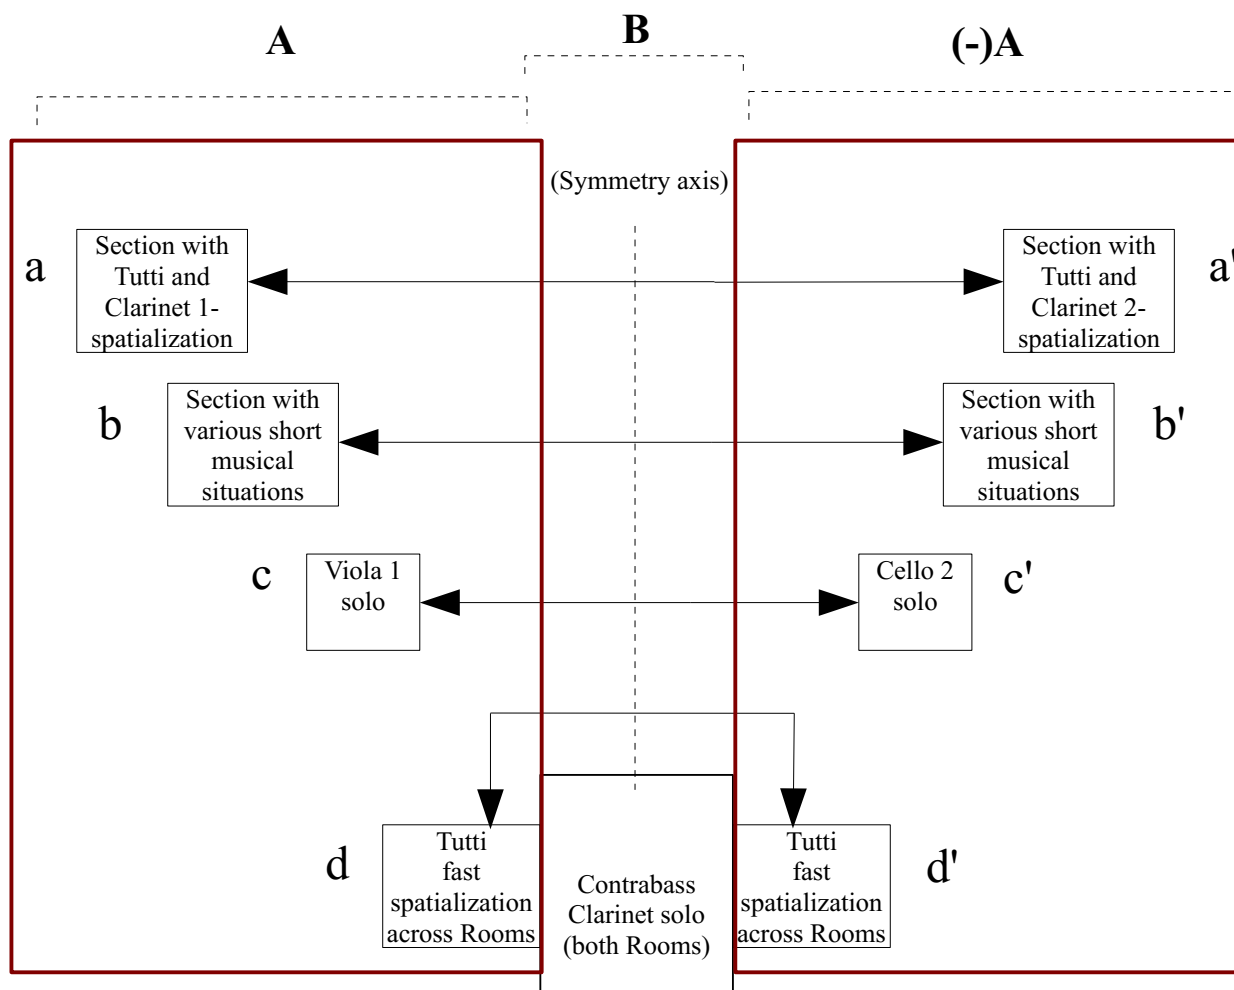 A
B
(-)A
(Symmetry axis)
a
Section with
Tutti and
Clarinet 1-
spatialization
Section with
Tutti and
Clarinet 2-
spatialization
a'
b
Section with
various short
musical
situations
Section with
various short
musical
situations
b'
c
Viola 1
solo
Cello 2
solo
c'
d
Tutti
fast
spatialization
across Rooms
Contrabass
Clarinet solo
(both Rooms)
Tutti
fast
spatialization
across Rooms
d'